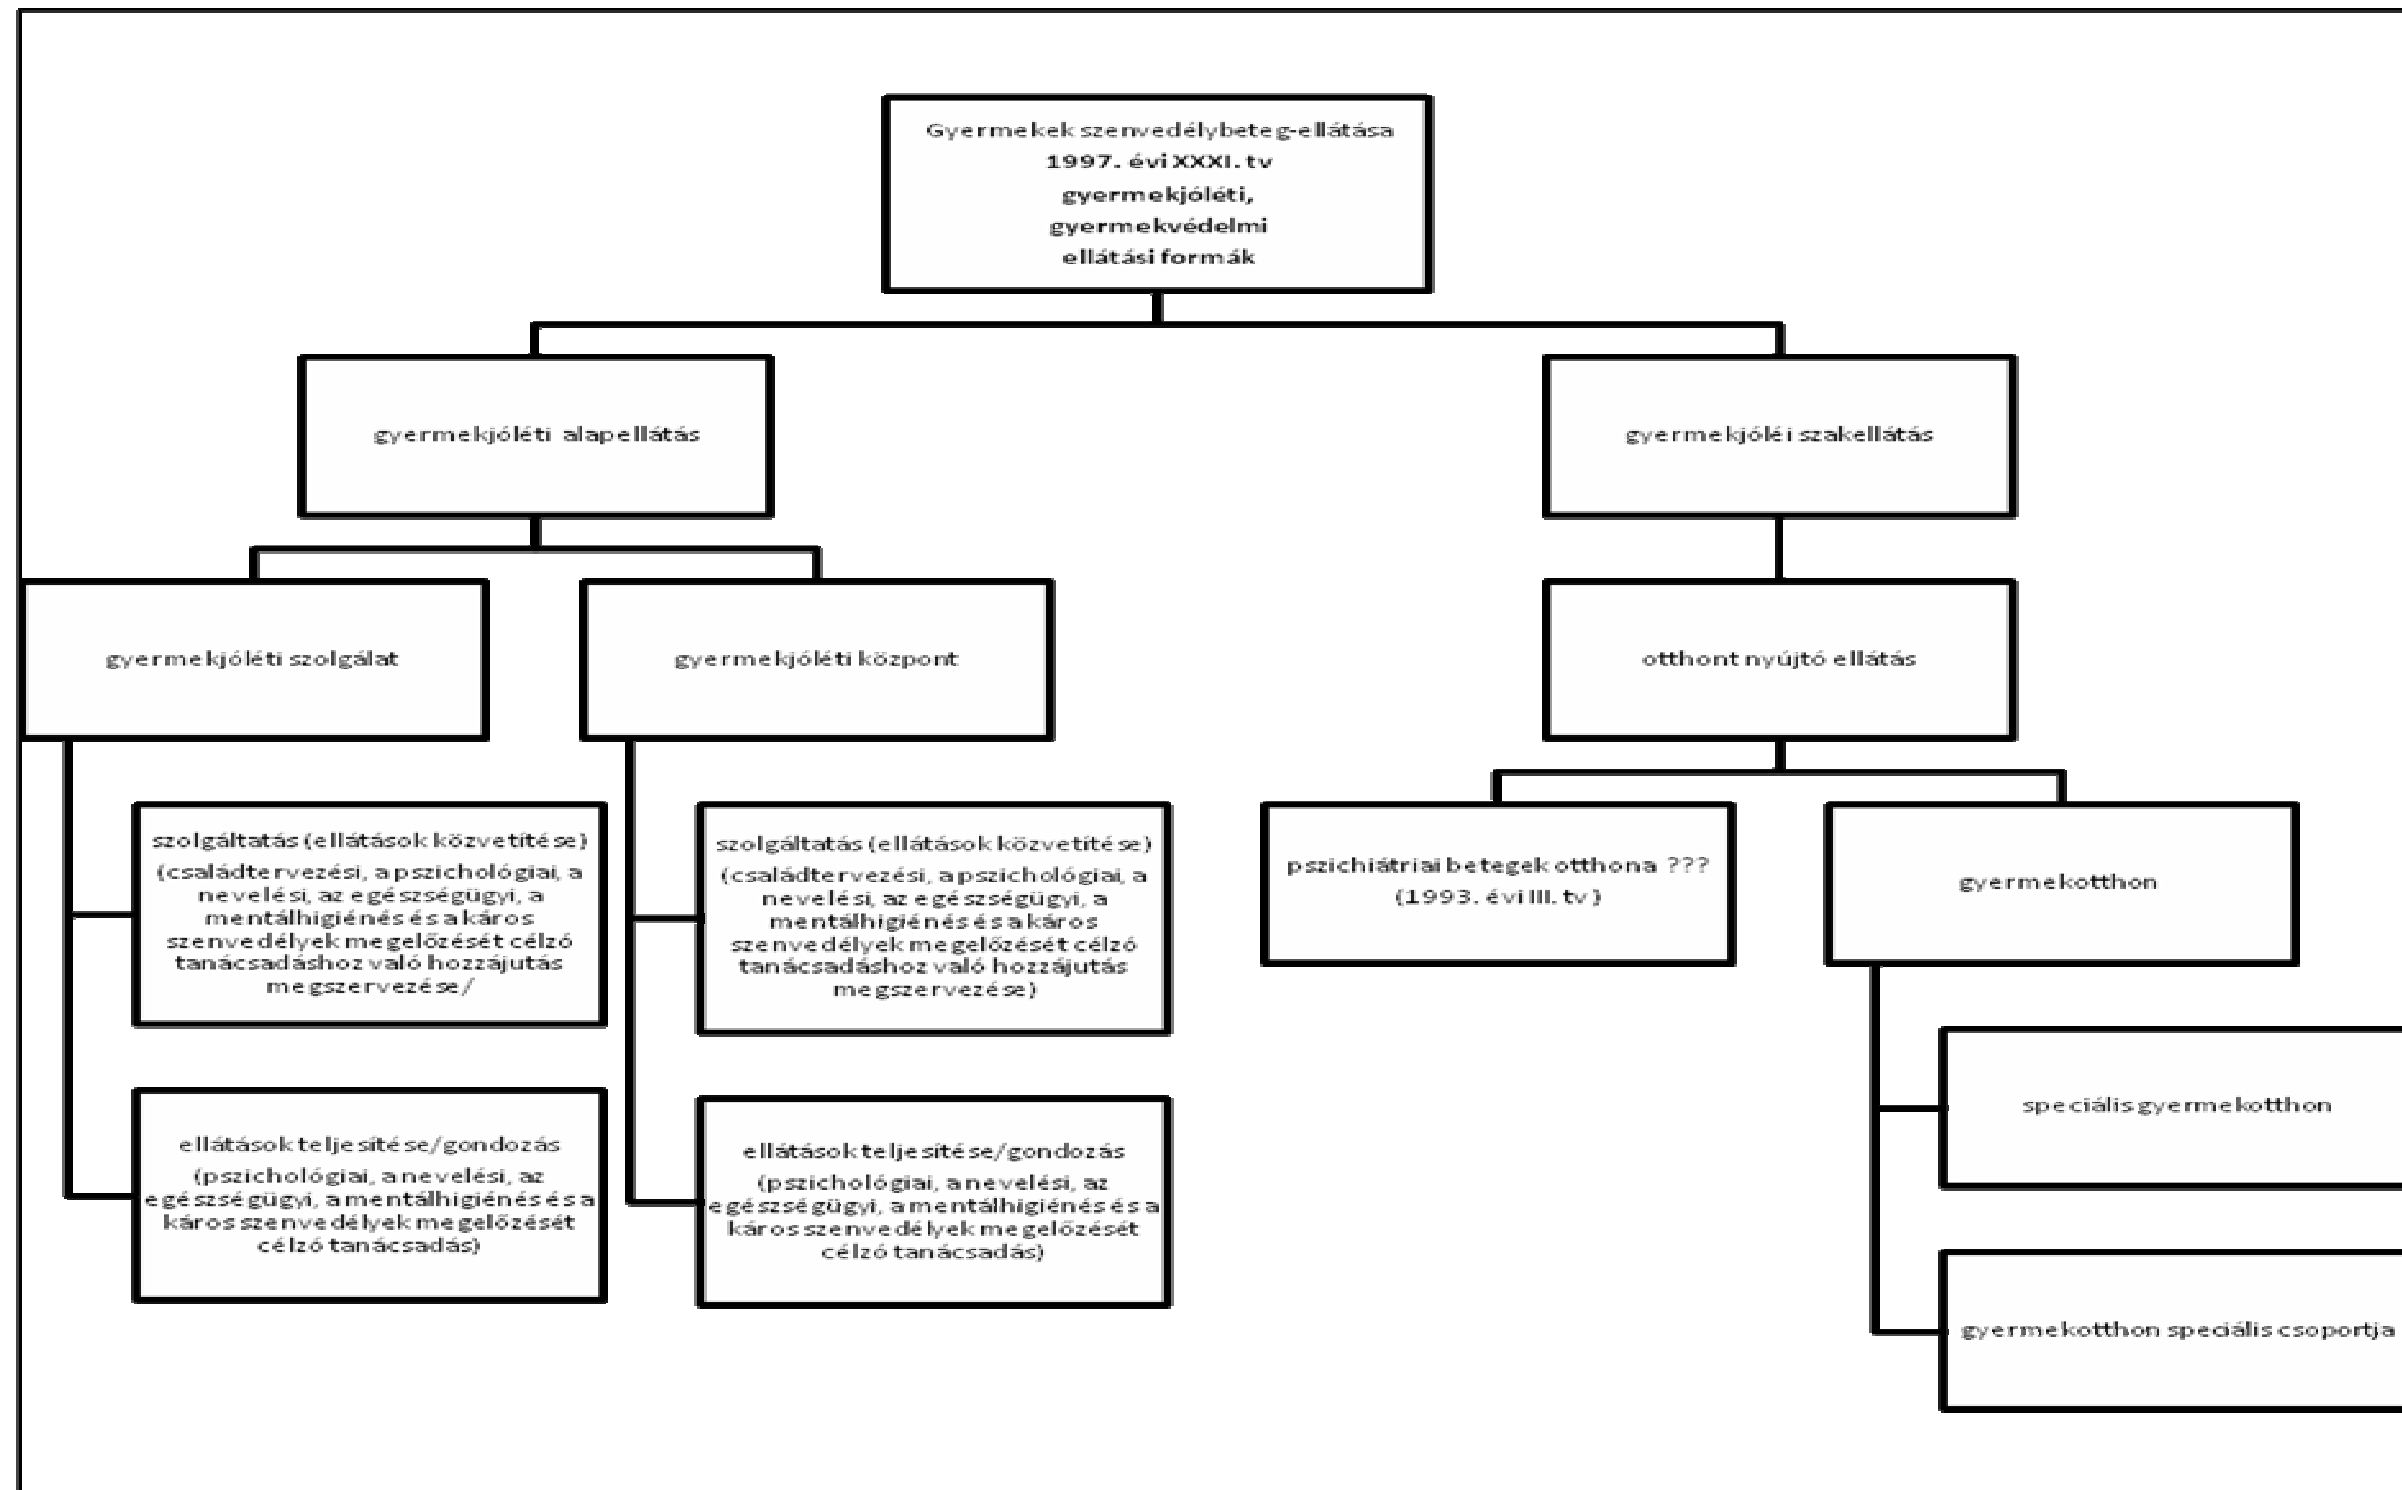 Gyermekek szenvedélybeteg-ellátása
1997. évi XXXI. tv
gyermekjóléti,
gyermekvédelmi
ellátási formák
gyermekjóléti alapellátás
gyermekjóléi szakellátás
gyermekjóléti szolgálat
gyermekjóléti központ
otthont nyújtó ellátás
szolgáltatás (ellátások közvetítése)
(családtervezési, a pszichológiai, a
nevelési, az egészségügyi, a
mentálhigiénés és a káros
szenvedélyek megelőzését célzó
tanácsadáshoz való hozzájutás
megszervezése/
szolgáltatás (ellátások közvetítése)
(családtervezési, a pszichológiai, a
nevelési, az egészségügyi, a
mentálhigiénés és a káros
szenvedélyek megelőzését célzó
tanácsadáshoz való hozzájutás
megszervezése)
pszichiátriai betegek otthona ???
(1993. évi III. tv)
gyermekotthon
ellátások teljesítése/gondozás
(pszichológiai, a nevelési, az
egészségügyi, a mentálhigiénés és a
káros szenvedélyek megelőzését
célzó tanácsadás)
ellátások teljesítése/gondozás
(pszichológiai, a nevelési, az
egészségügyi, a mentálhigiénés és a
káros szenvedélyek megelőzését
célzó tanácsadás)
speciális gyermekotthon
gyermekotthon speciális csoportja